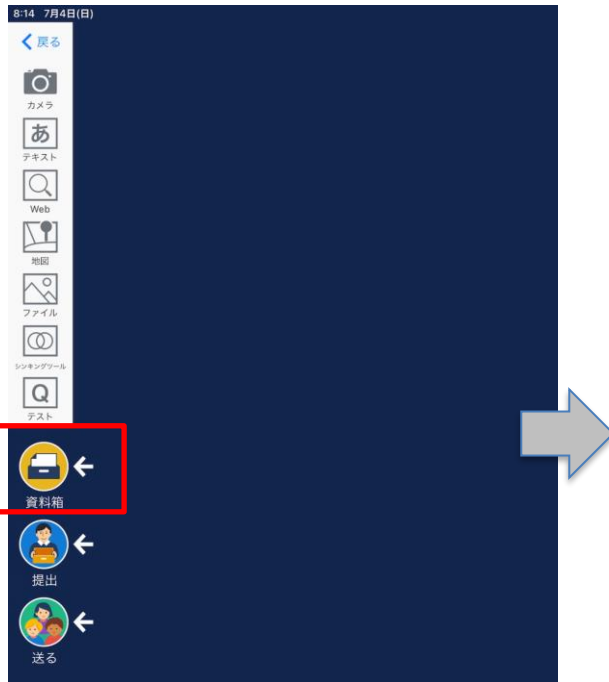 8:14 7月4日(日)
戻る
カメラ
あ
テキスト
Web
地図
ファイル
シンキングツール
Q
テスト
資料箱
提出
送る